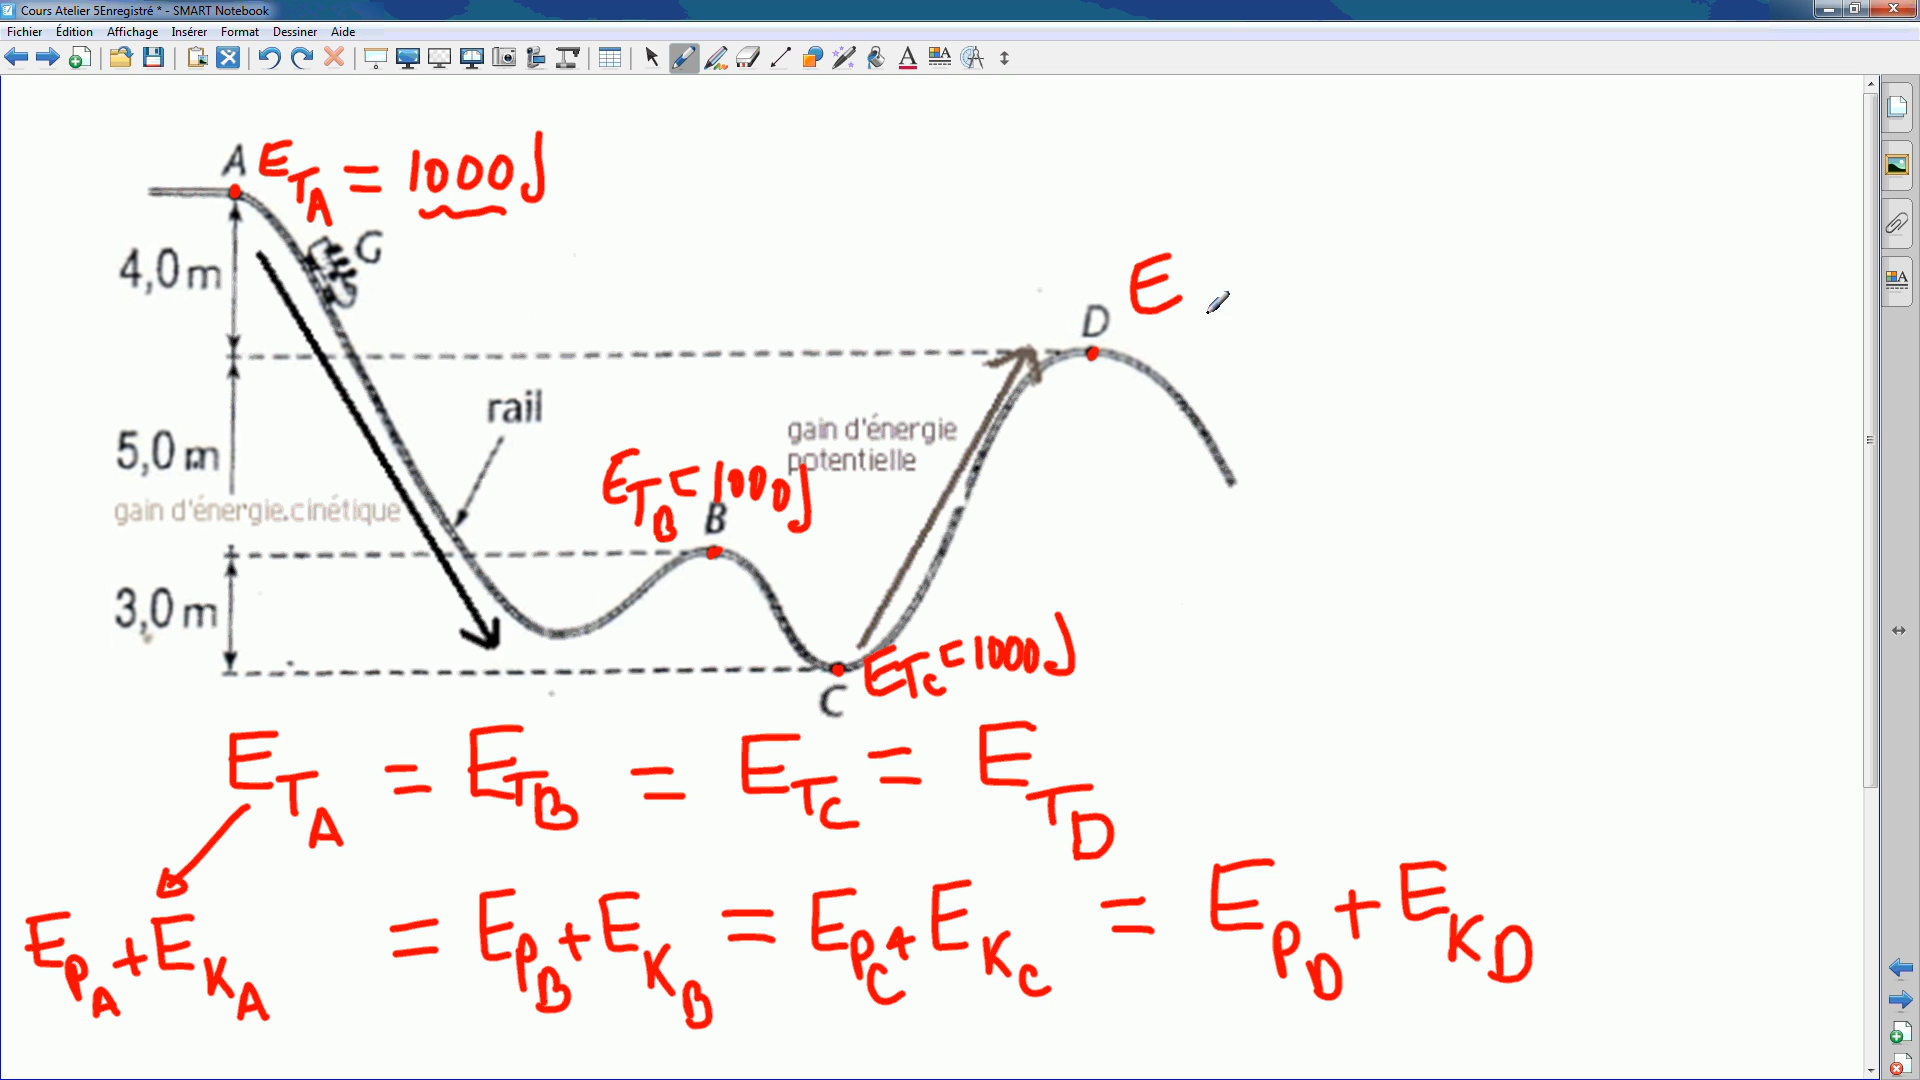 Cours Atelier 5Enregistré * - SMART Notebook
Fichier Édition Affichage Insérer Format Dessiner Aide
A E_TA = 1000J
G
4,0 m
E
D
rail
gain d'énergie
potentielle
5,0 m
E_TB = 1000J
B
gain d'énergie.cinétique
3,0 m
E_TC = 1000J
C
E_TA = E_TB = E_TC = E_TD
E_PA + E_KA = E_PB + E_KB = E_PC + E_KC = E_PD + E_KD